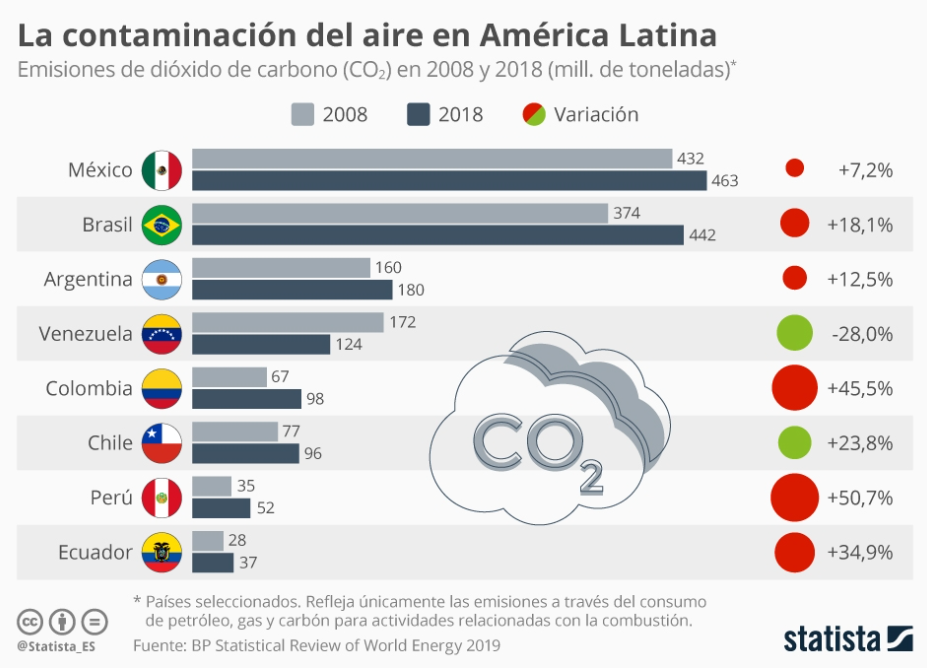 La contaminación del aire en América Latina
Emisiones de dióxido de carbono (CO₂) en 2008 y 2018 (mill. de toneladas)*
2008 2018 Variación
México 432 463 +7,2%
Brasil 374 442 +18,1%
Argentina 160 180 +12,5%
Venezuela 172 124 -28,0%
Colombia 67 98 +45,5%
Chile 77 96 +23,8%
CO₂
Perú 35 52 +50,7%
Ecuador 28 37 +34,9%
* Países seleccionados. Refleja únicamente las emisiones a través del consumo
de petróleo, gas y carbón para actividades relacionadas con la combustión.
cc
@Statista_ES
Fuente: BP Statistical Review of World Energy 2019
statista